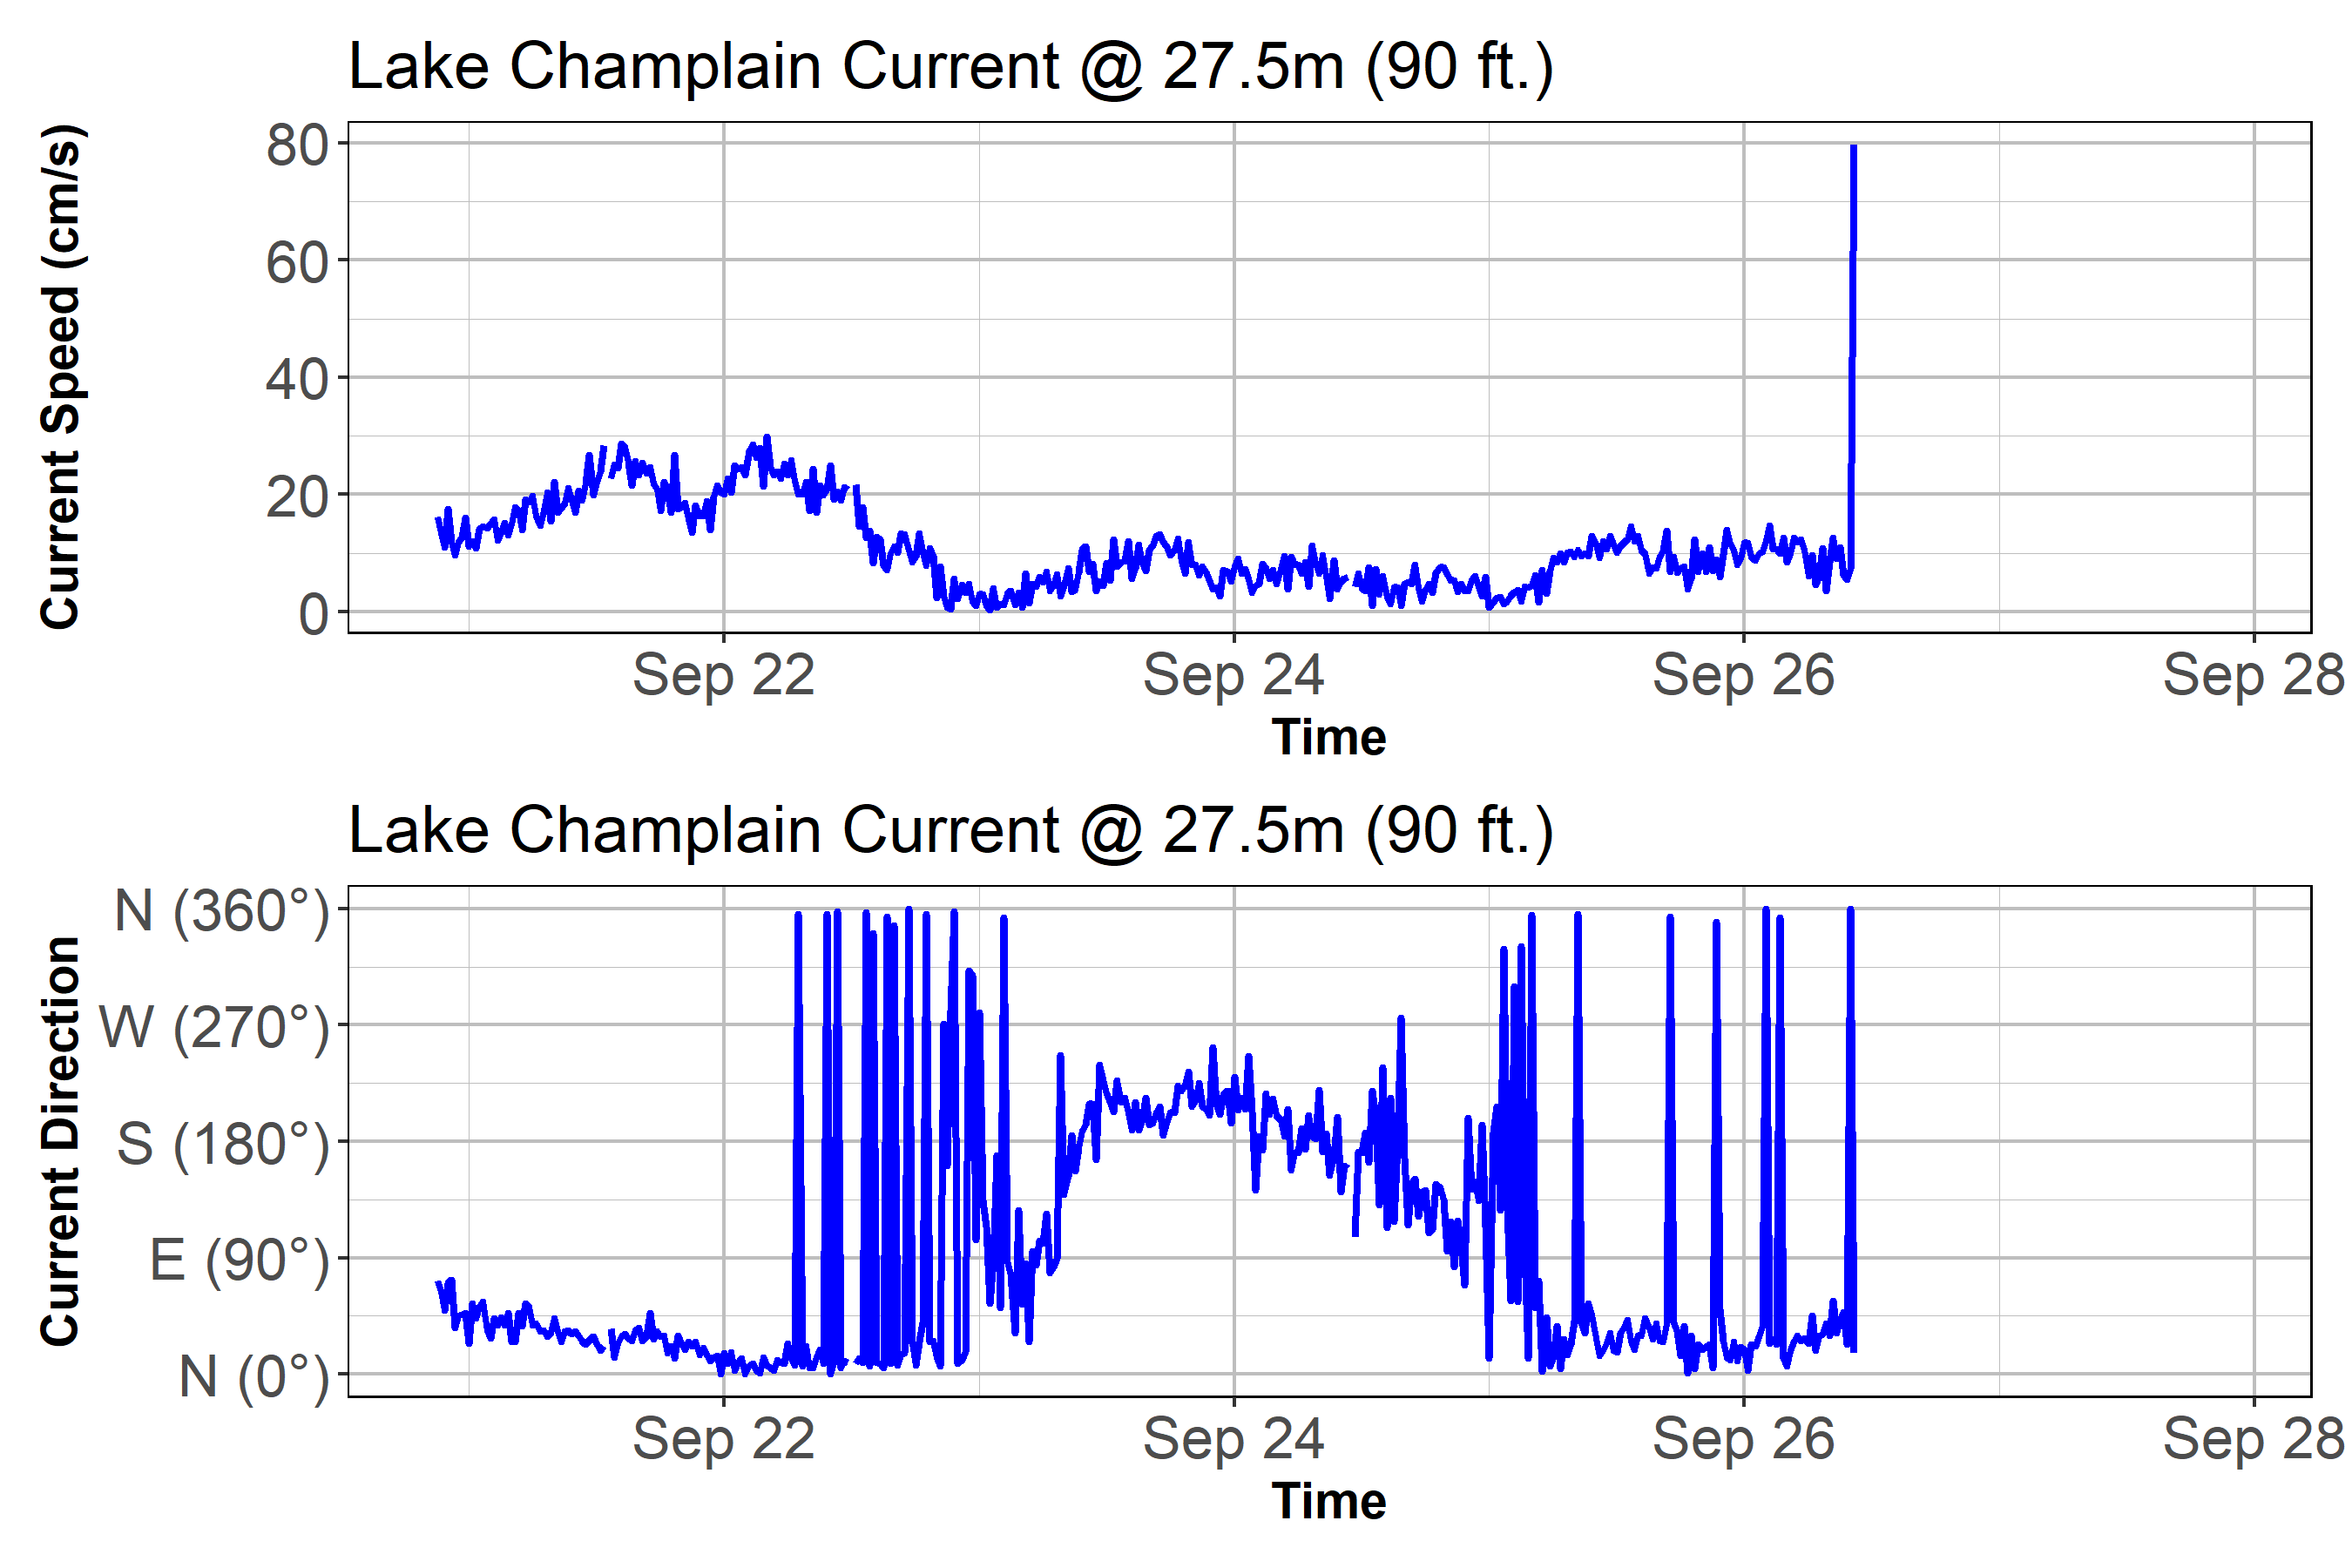 Lake Champlain Current @ 27.5m (90 ft.)
Current Speed (cm/s)
80
60
40
20
0
Sep 22 Sep 24 Sep 26 Sep 28
Time
Lake Champlain Current @ 27.5m (90 ft.)
Current Direction
N (360°)
W (270°)
S (180°)
E (90°)
N (0°)
Sep 22 Sep 24 Sep 26 Sep 28
Time